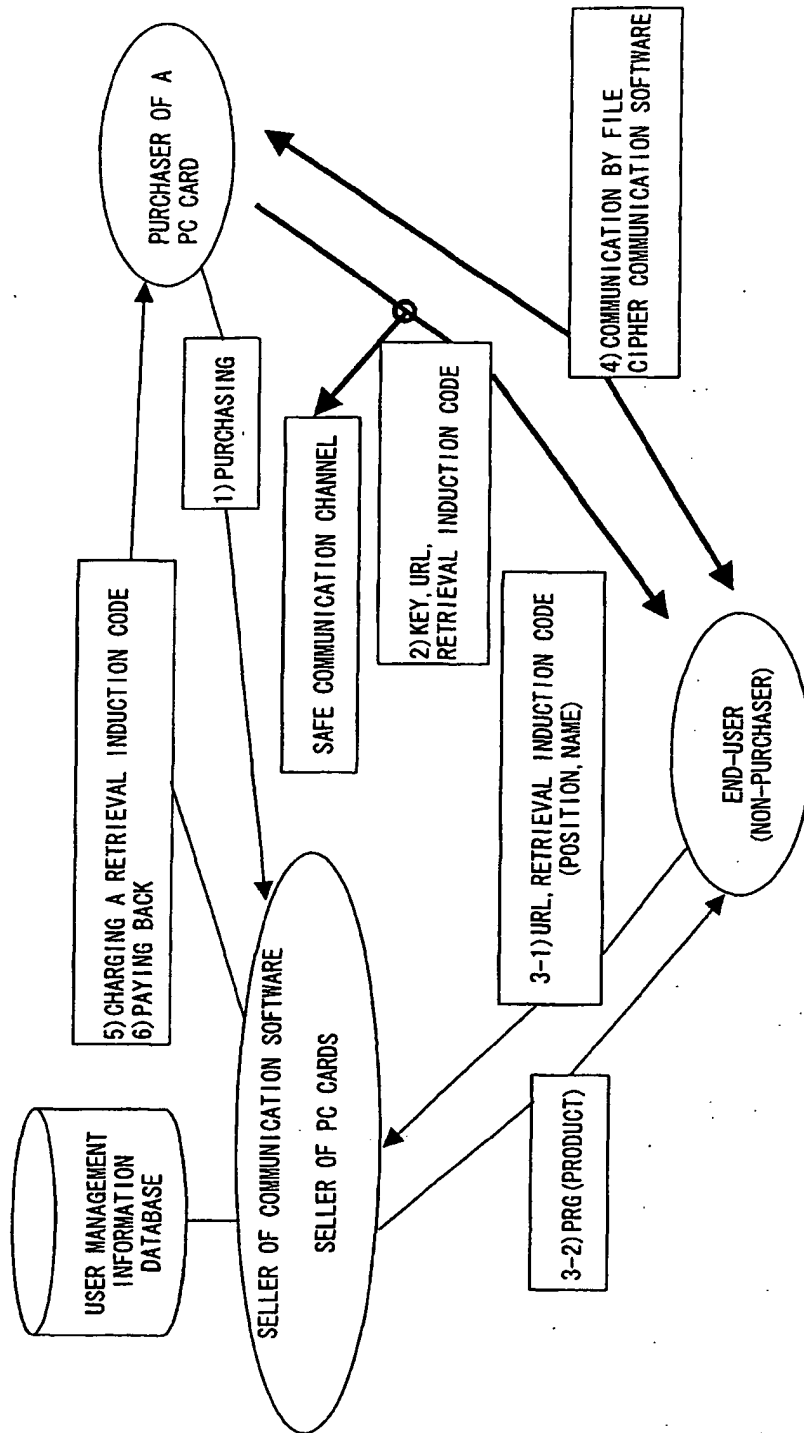 USER MANAGEMENT
INFORMATION
DATABASE
5)CHARGING A RETRIEVAL INDUCTION CODE
6)PAYING BACK
PURCHASER OF A
PC CARD
1)PURCHASING
SELLER OF COMMUNICATION SOFTWARE
SELLER OF PC CARDS
SAFE COMMUNICATION CHANNEL
2)KEY,URL,
RETRIEVAL INDUCTION CODE
3-1)URL,RETRIEVAL INDUCTION CODE
(POSITION,NAME)
3-2)PRG(PRODUCT)
4)COMMUNICATION BY FILE
CIPHER COMMUNICATION SOFTWARE
END-USER
(NON-PURCHASER)